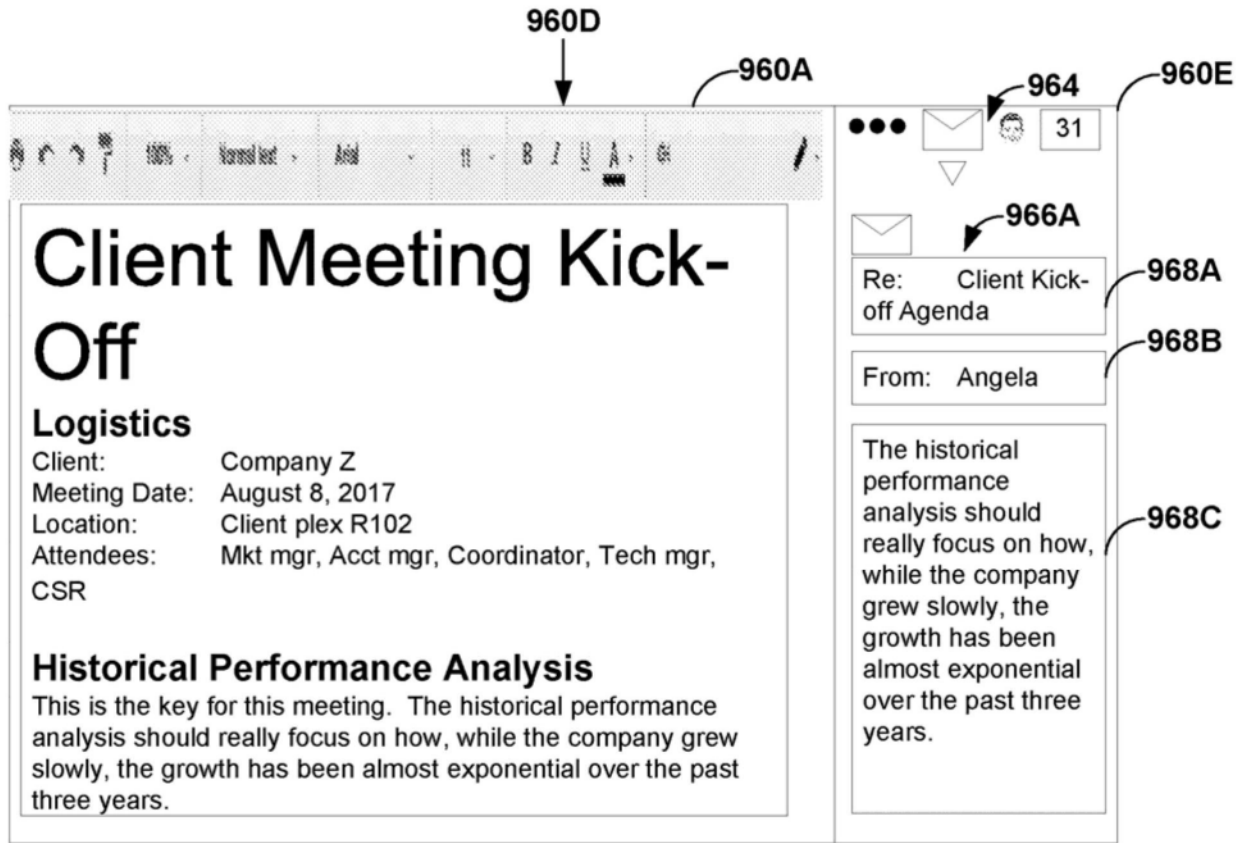 960D
960A
964
960E
100%
Normal text
Arial
11
B I U A
31
966A
Client Meeting Kick-
Off
Re: Client Kick-
off Agenda
968A
From: Angela
968B
Logistics
Client: Company Z
Meeting Date: August 8, 2017
Location: Client plex R102
Attendees: Mkt mgr, Acct mgr, Coordinator, Tech mgr,
CSR
Historical Performance Analysis
This is the key for this meeting. The historical performance
analysis should really focus on how, while the company grew
slowly, the growth has been almost exponential over the past
three years.
The historical
performance
analysis should
really focus on how,
while the company
grew slowly, the
growth has been
almost exponential
over the past three
years.
968C